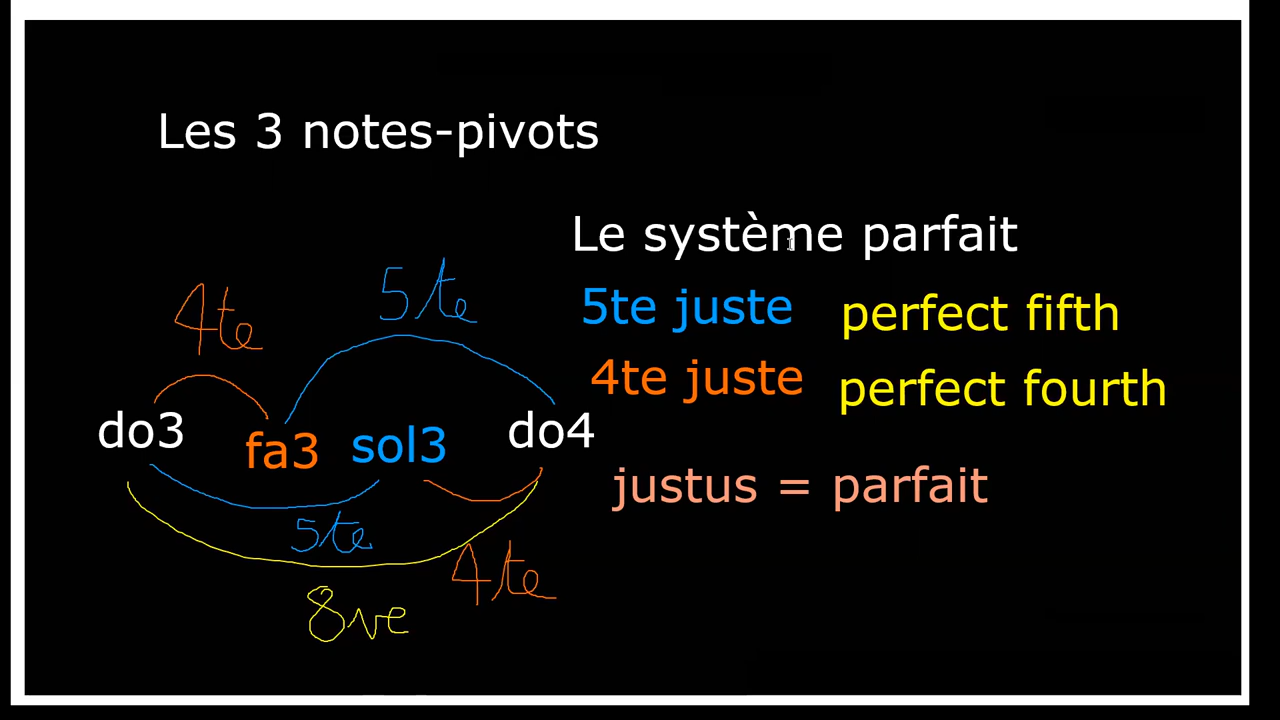 Les 3 notes-pivots
Le système parfait
5te juste perfect fifth
4te juste perfect fourth
justus = parfait
4te
5te
do3 fa3 sol3 do4
5te
4te
8ve